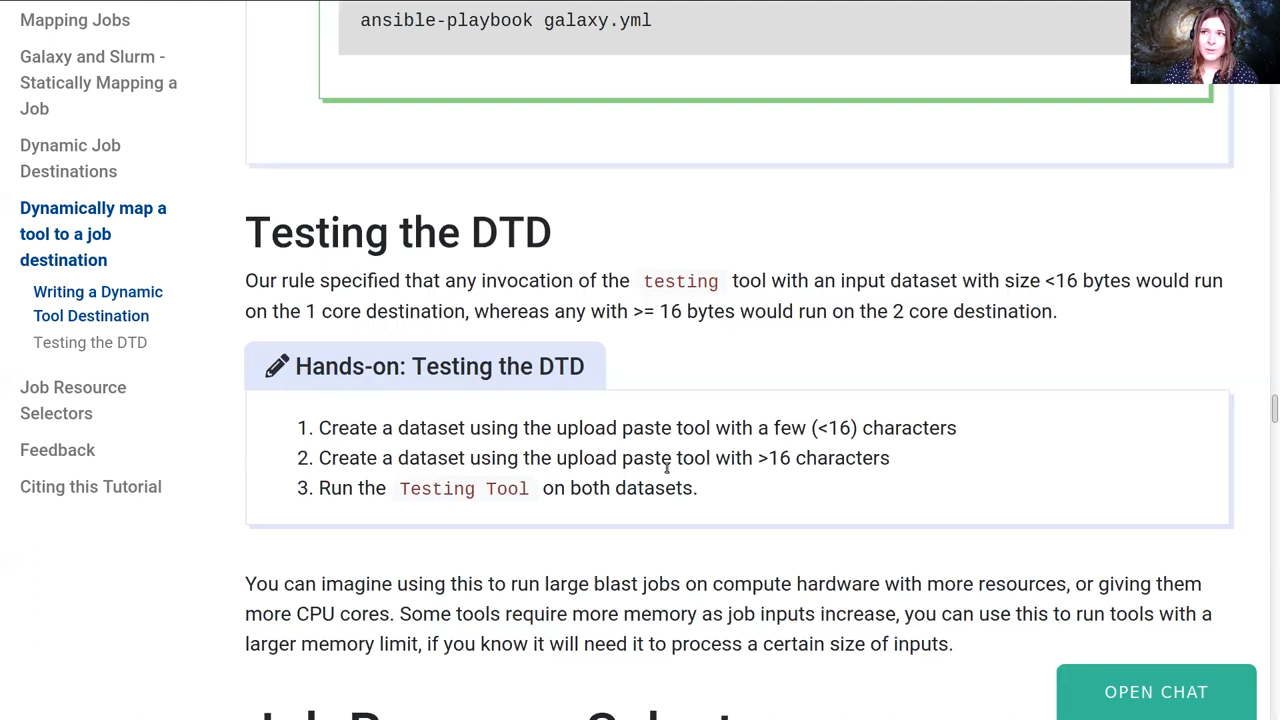 Mapping Jobs
Galaxy and Slurm -
Statically Mapping a
Job
Dynamic Job
Destinations
Dynamically map a
tool to a job
destination
Writing a Dynamic
Tool Destination
Testing the DTD
Job Resource
Selectors
Feedback
Citing this Tutorial
ansible-playbook galaxy.yml
Testing the DTD
Our rule specified that any invocation of the testing tool with an input dataset with size <16 bytes would run
on the 1 core destination, whereas any with >= 16 bytes would run on the 2 core destination.
Hands-on: Testing the DTD
1. Create a dataset using the upload paste tool with a few (<16) characters
2. Create a dataset using the upload paste tool with >16 characters
3. Run the Testing Tool on both datasets.
You can imagine using this to run large blast jobs on compute hardware with more resources, or giving them
more CPU cores. Some tools require more memory as job inputs increase, you can use this to run tools with a
larger memory limit, if you know it will need it to process a certain size of inputs.
OPEN CHAT